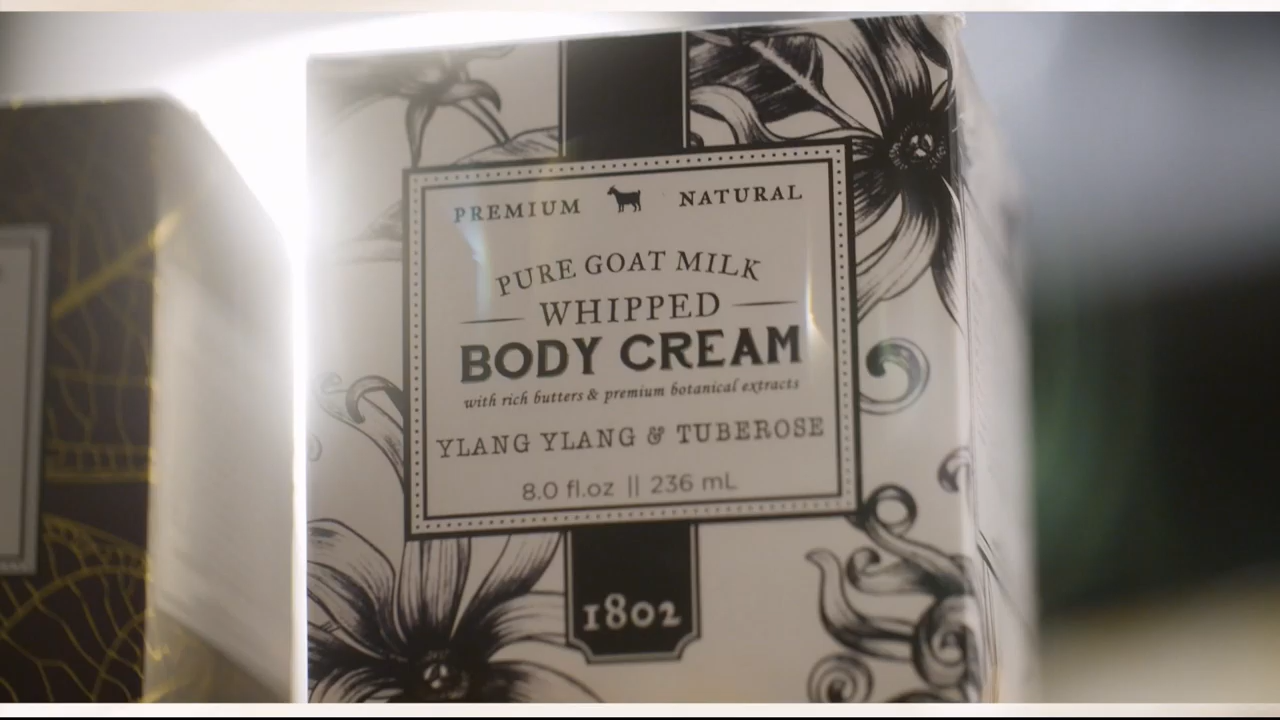 PREMIUM NATURAL
PURE GOAT MILK
WHIPPED
BODY CREAM
with rich butters & premium botanical extracts
YLANG YLANG & TUBEROSE
8.0 fl.oz || 236 mL
1802